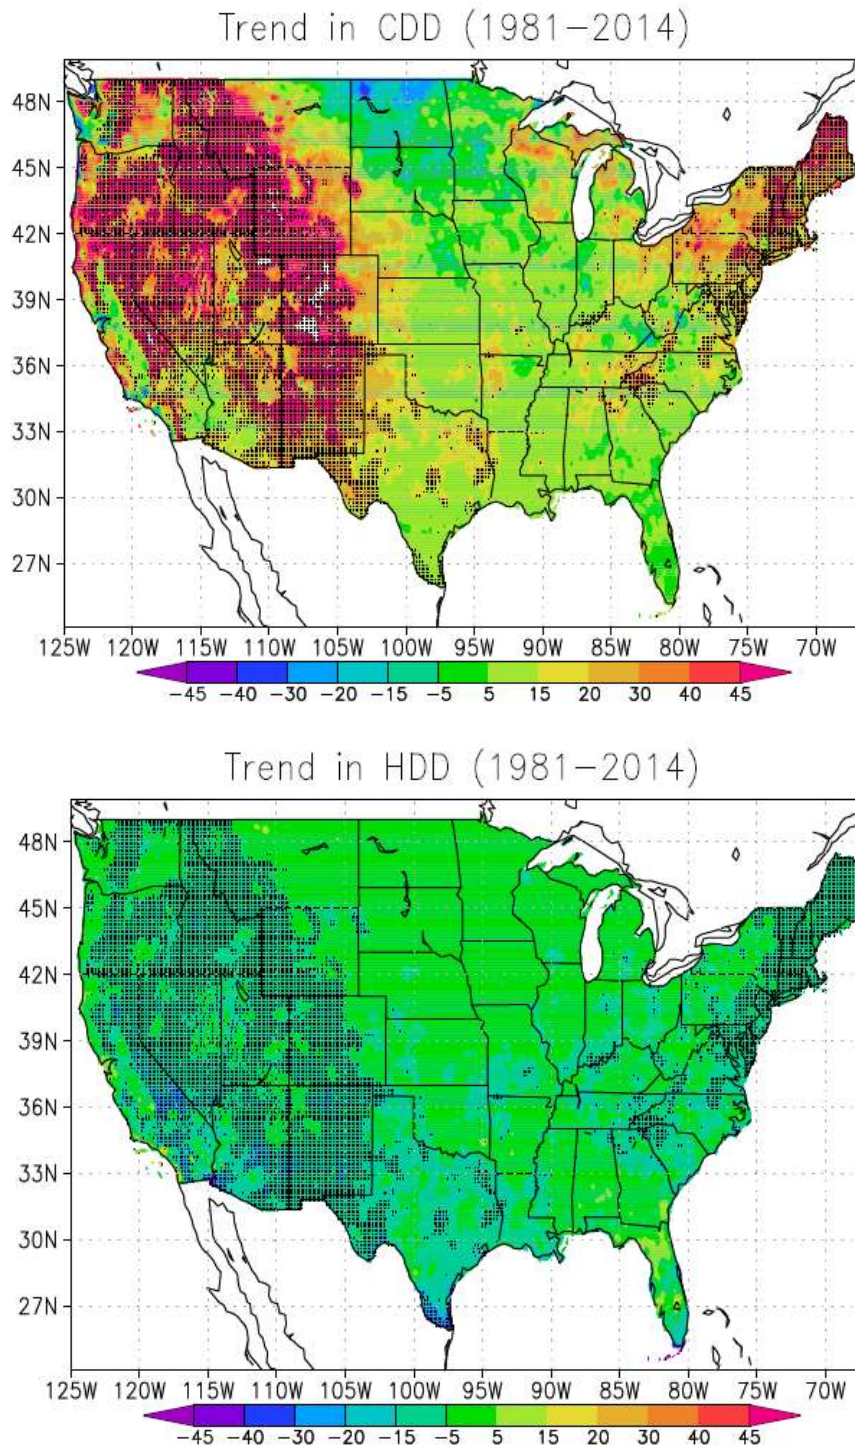 Trend in CDD (1981−2014)
48N
45N
42N
39N
36N
33N
30N
27N
125W 120W 115W 110W 105W 100W 95W 90W 85W 80W 75W 70W
−45 −40 −30 −20 −15 −5 5 15 20 30 40 45
Trend in HDD (1981−2014)
48N
45N
42N
39N
36N
33N
30N
27N
125W 120W 115W 110W 105W 100W 95W 90W 85W 80W 75W 70W
−45 −40 −30 −20 −15 −5 5 15 20 30 40 45